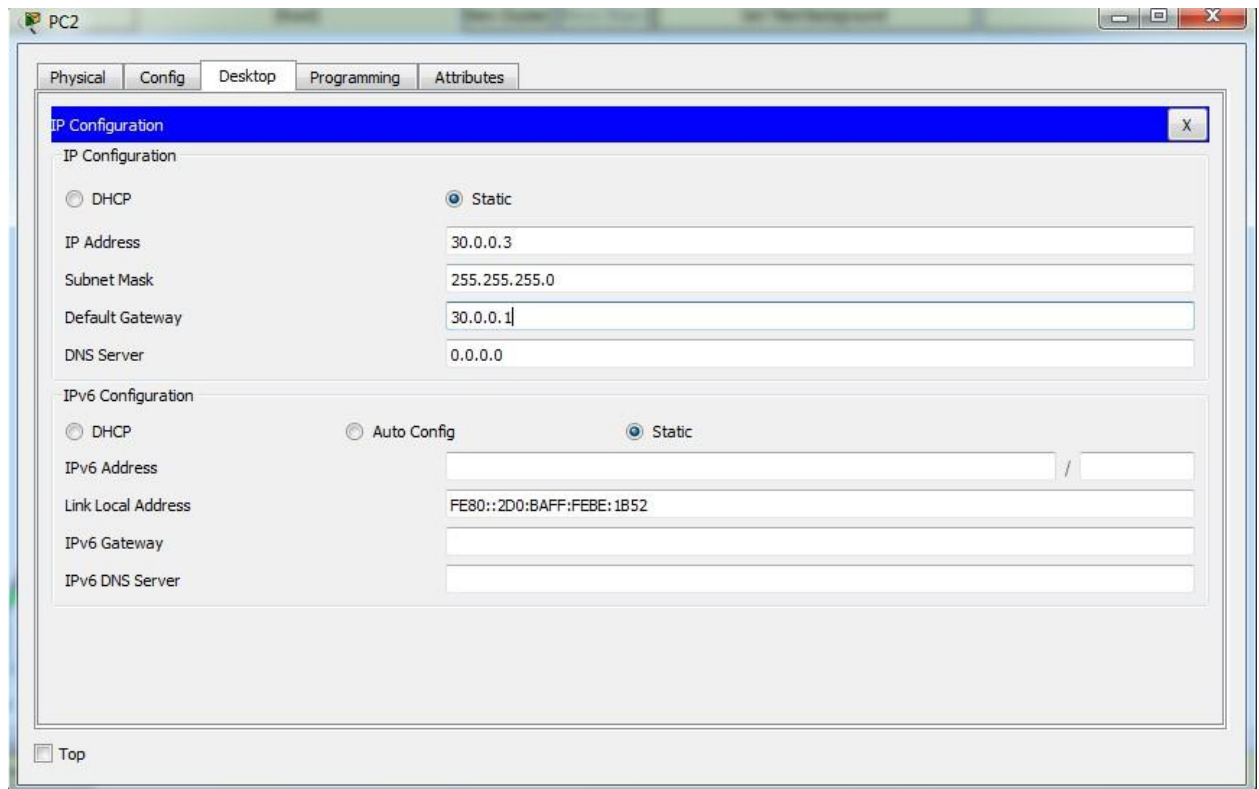 PC2
X
Physical Config Desktop Programming Attributes
IP Configuration
X
IP Configuration
DHCP Static
IP Address 30.0.0.3
Subnet Mask 255.255.255.0
Default Gateway 30.0.0.1
DNS Server 0.0.0.0
IPv6 Configuration
DHCP Auto Config Static
IPv6 Address /
Link Local Address FE80::2D0:BAFF:FEBE:1B52
IPv6 Gateway
IPv6 DNS Server
Top